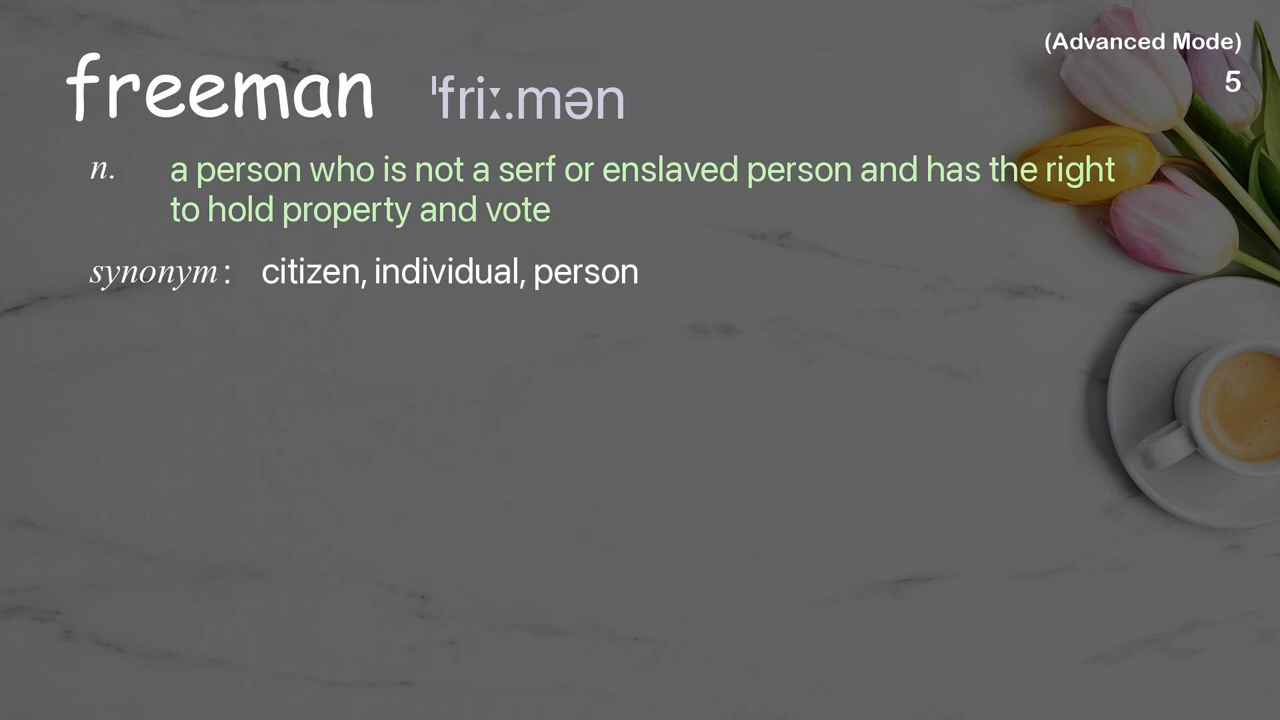 (Advanced Mode)
5
freeman ˈfriː.mən
n. a person who is not a serf or enslaved person and has the right
to hold property and vote
synonym: citizen, individual, person